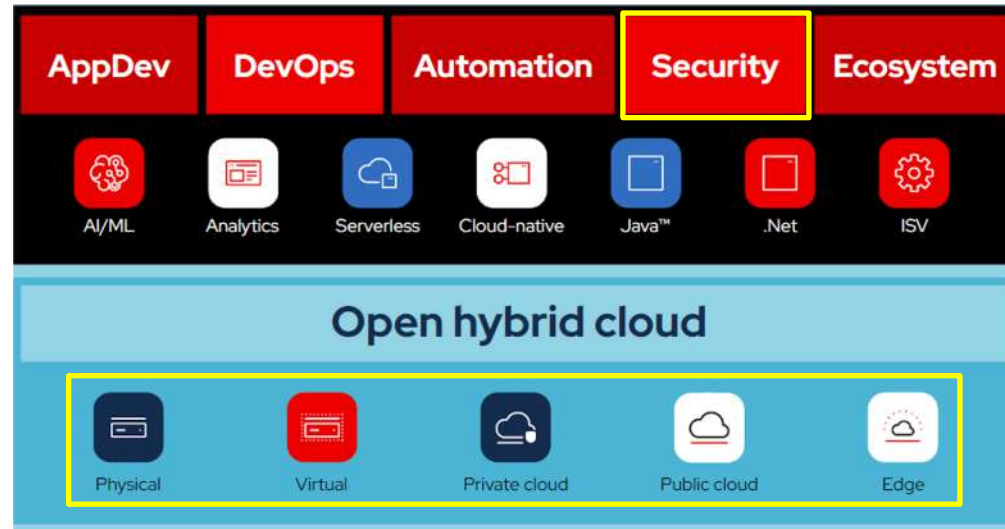 AppDev DevOps Automation Security Ecosystem
AI/ML Analytics Serverless Cloud-native Java™ .Net ISV
Open hybrid cloud
Physical Virtual Private cloud Public cloud Edge